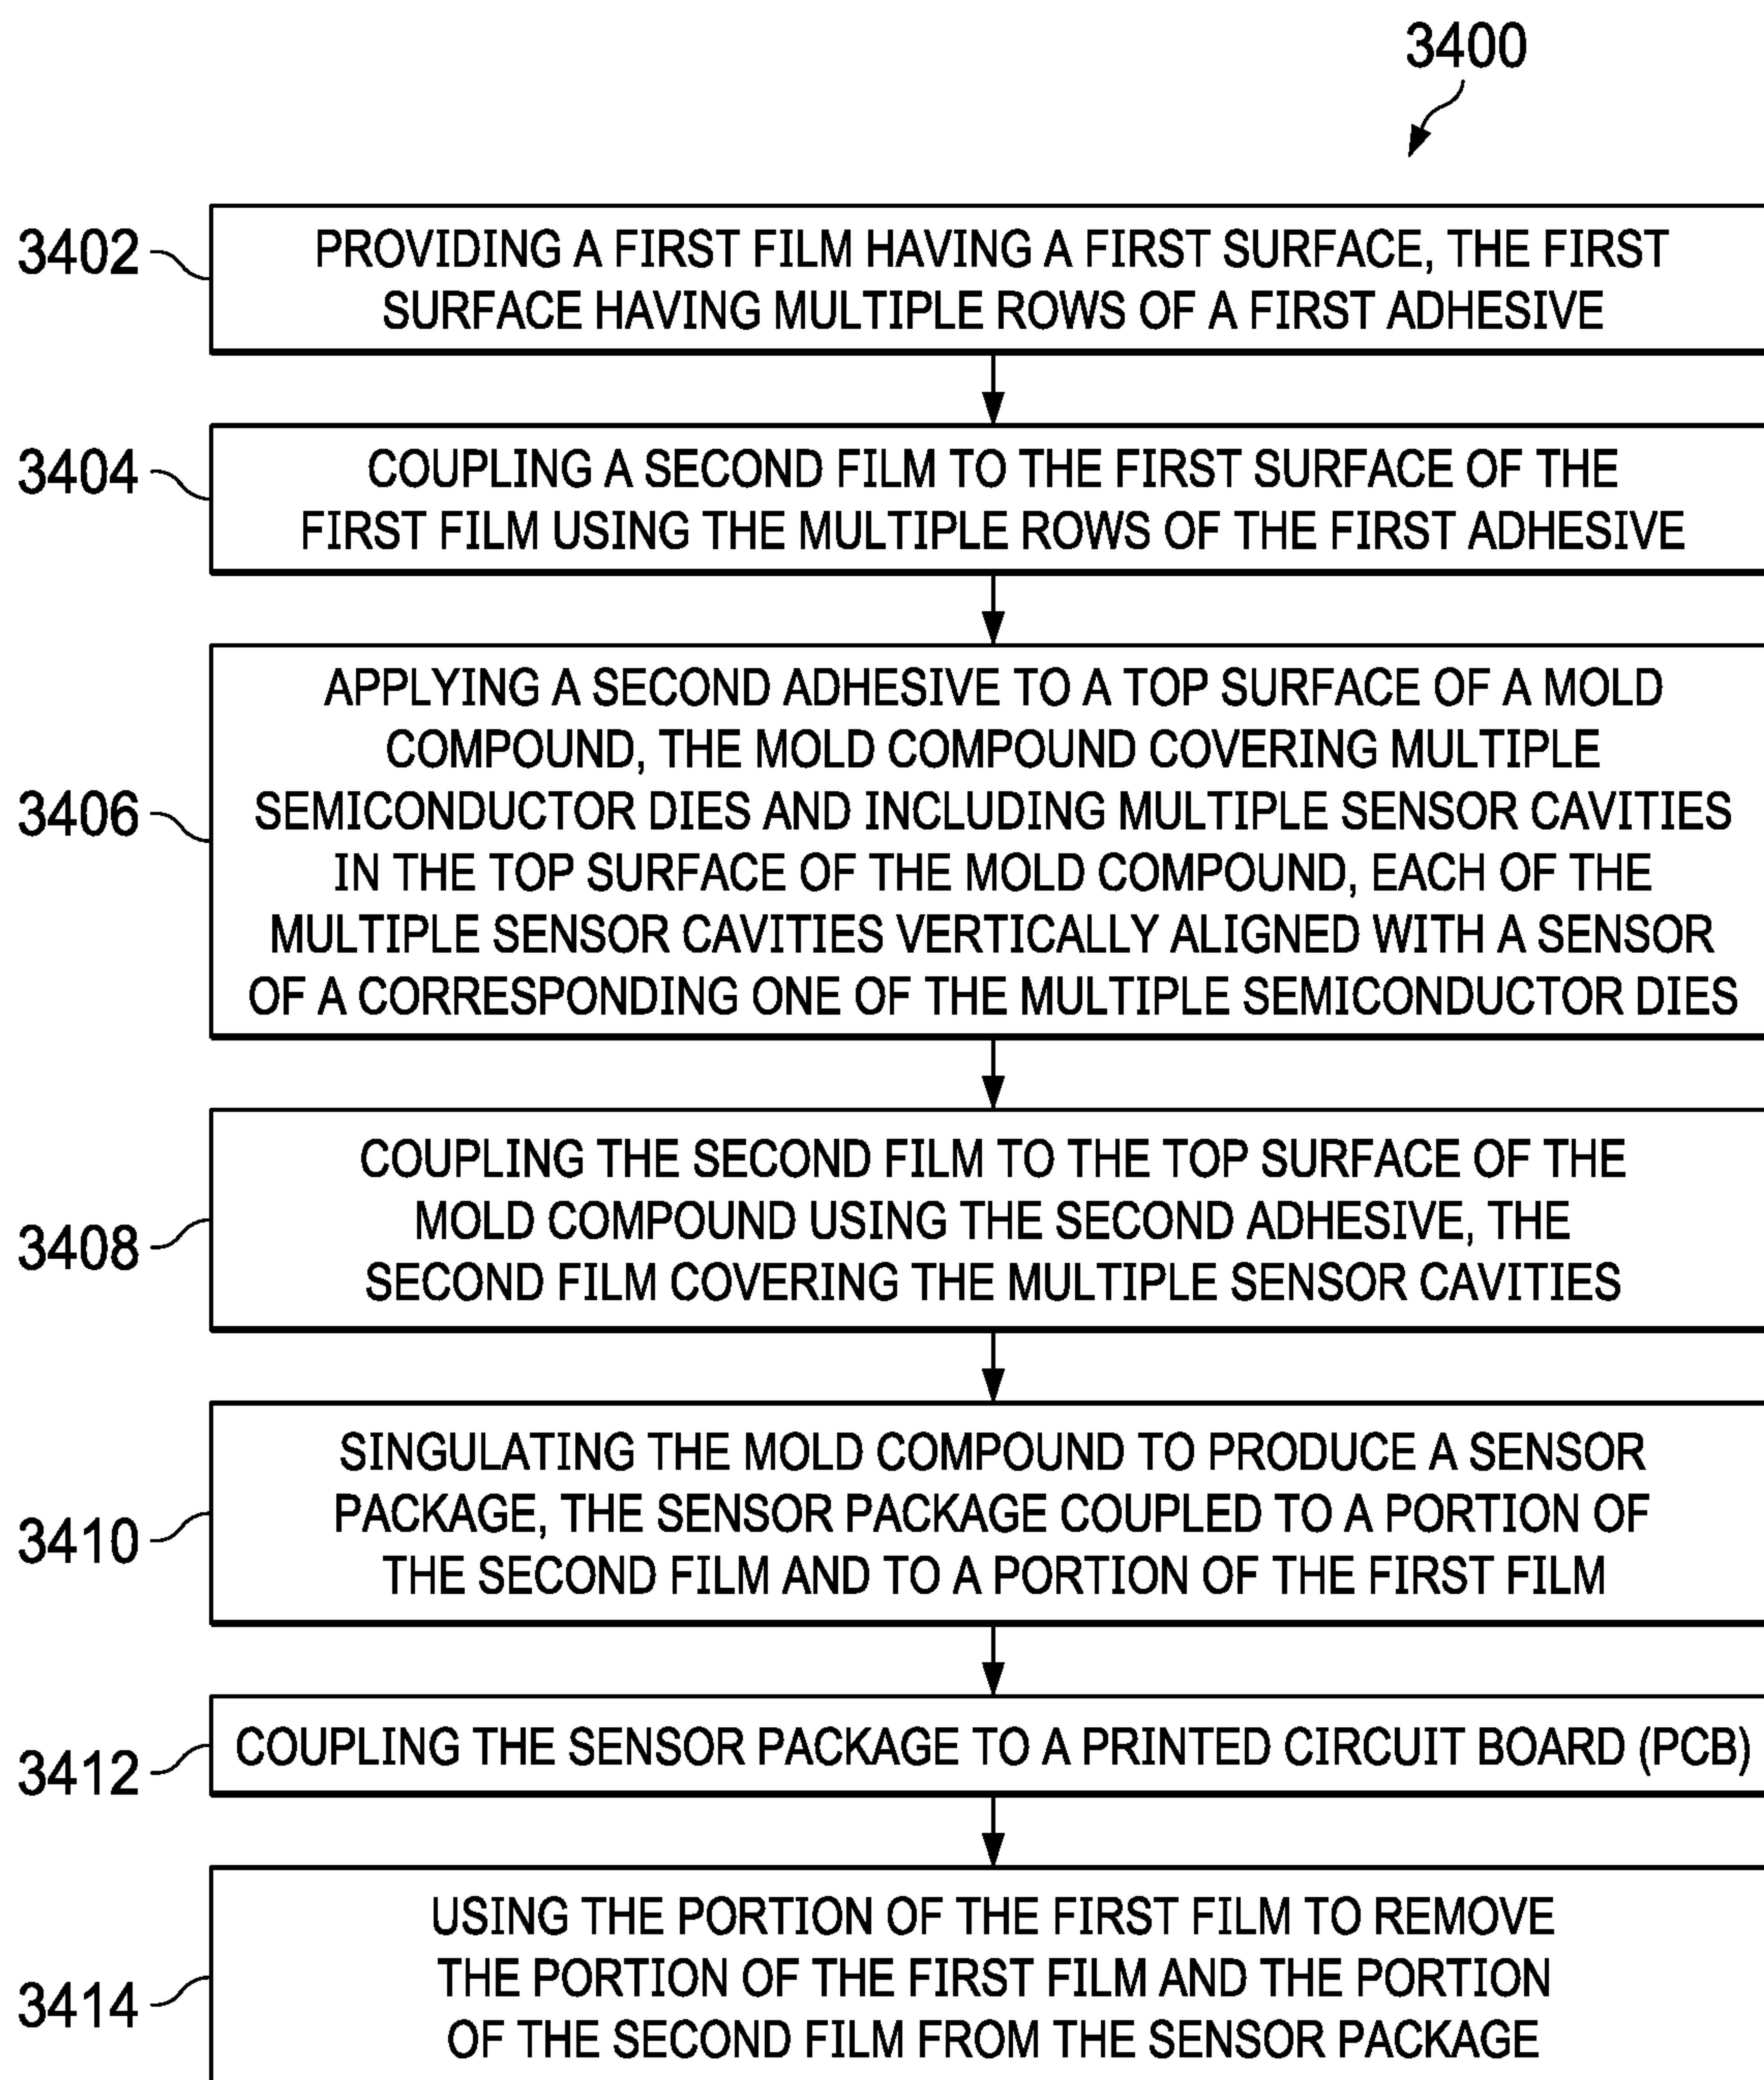 3400
3402
PROVIDING A FIRST FILM HAVING A FIRST SURFACE, THE FIRST
SURFACE HAVING MULTIPLE ROWS OF A FIRST ADHESIVE
3404
COUPLING A SECOND FILM TO THE FIRST SURFACE OF THE
FIRST FILM USING THE MULTIPLE ROWS OF THE FIRST ADHESIVE
3406
APPLYING A SECOND ADHESIVE TO A TOP SURFACE OF A MOLD
COMPOUND, THE MOLD COMPOUND COVERING MULTIPLE
SEMICONDUCTOR DIES AND INCLUDING MULTIPLE SENSOR CAVITIES
IN THE TOP SURFACE OF THE MOLD COMPOUND, EACH OF THE
MULTIPLE SENSOR CAVITIES VERTICALLY ALIGNED WITH A SENSOR
OF A CORRESPONDING ONE OF THE MULTIPLE SEMICONDUCTOR DIES
3408
COUPLING THE SECOND FILM TO THE TOP SURFACE OF THE
MOLD COMPOUND USING THE SECOND ADHESIVE, THE
SECOND FILM COVERING THE MULTIPLE SENSOR CAVITIES
3410
SINGULATING THE MOLD COMPOUND TO PRODUCE A SENSOR
PACKAGE, THE SENSOR PACKAGE COUPLED TO A PORTION OF
THE SECOND FILM AND TO A PORTION OF THE FIRST FILM
3412
COUPLING THE SENSOR PACKAGE TO A PRINTED CIRCUIT BOARD (PCB)
3414
USING THE PORTION OF THE FIRST FILM TO REMOVE
THE PORTION OF THE FIRST FILM AND THE PORTION
OF THE SECOND FILM FROM THE SENSOR PACKAGE